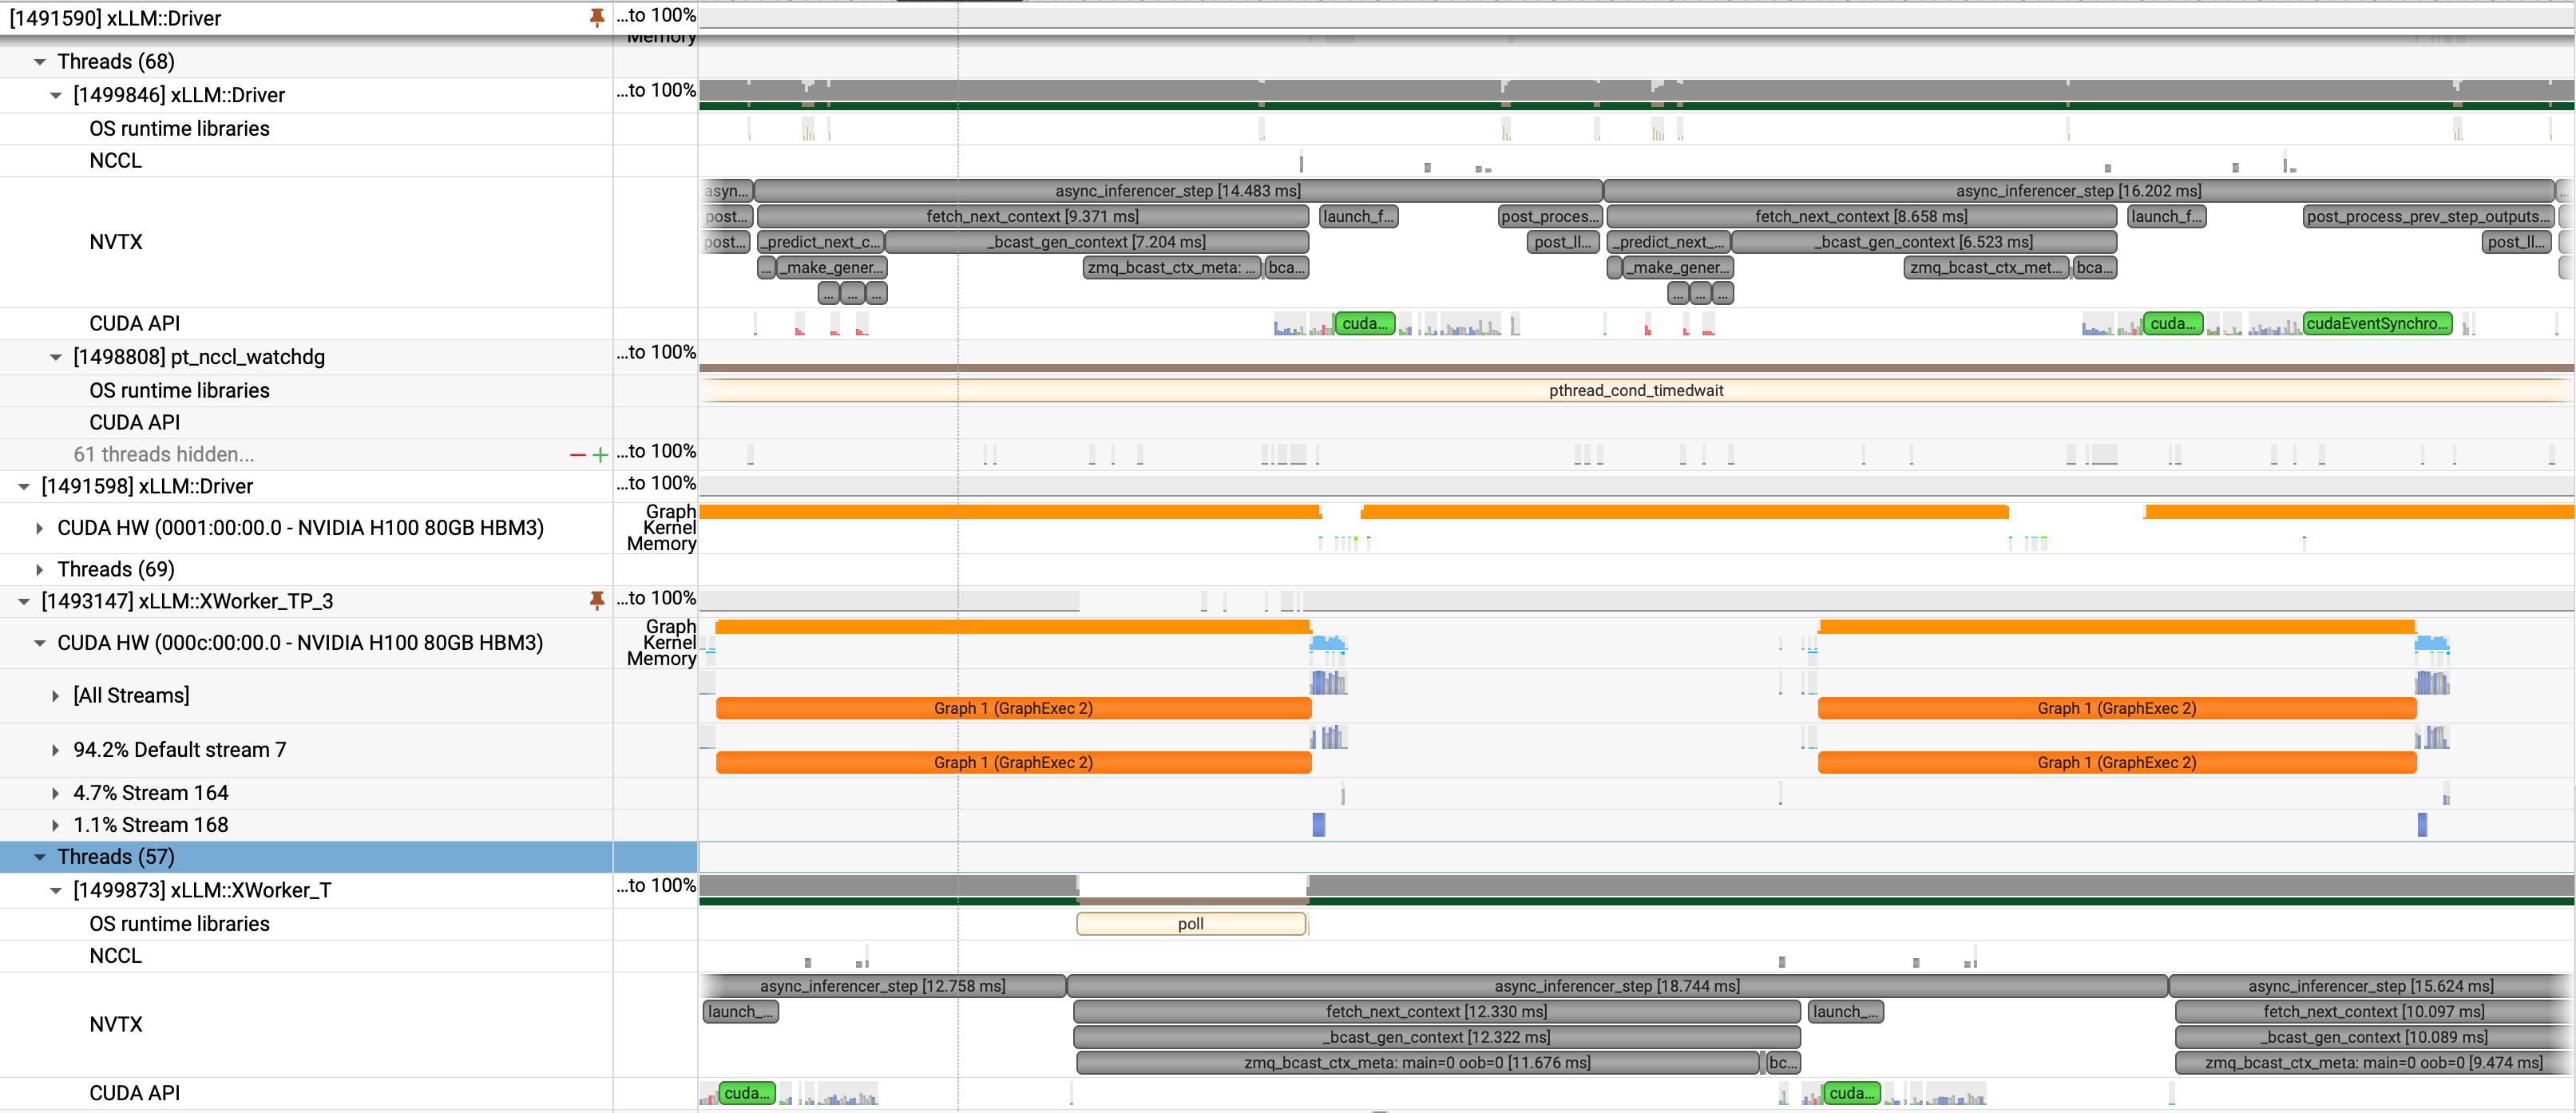 [1491590] xLLM::Driver ...to 100%
Memory
Threads (68)
[1499846] xLLM::Driver ...to 100%
OS runtime libraries
NCCL
NVTX
asyn... async_inferencer_step [14.483 ms] async_inferencer_step [16.202 ms]
post... fetch_next_context [9.371 ms] launch_f... post_proces... fetch_next_context [8.658 ms] launch_f... post_process_prev_step_outputs...
post... _predict_next_c... _bcast_gen_context [7.204 ms] post_ll... _predict_next_... _bcast_gen_context [6.523 ms] post_ll...
... _make_gener... zmq_bcast_ctx_meta: ... bca... _make_gener... zmq_bcast_ctx_met... bca...
... ... ... ... ... ...
CUDA API cuda... cuda... cudaEventSynchro...
[1498808] pt_nccl_watchdg ...to 100%
OS runtime libraries pthread_cond_timedwait
CUDA API
61 threads hidden... − + ...to 100%
[1491598] xLLM::Driver ...to 100%
CUDA HW (0001:00:00.0 - NVIDIA H100 80GB HBM3) Graph
Kernel
Memory
Threads (69)
[1493147] xLLM::XWorker_TP_3 ...to 100%
CUDA HW (000c:00:00.0 - NVIDIA H100 80GB HBM3) Graph
Kernel
Memory
[All Streams]
Graph 1 (GraphExec 2) Graph 1 (GraphExec 2)
94.2% Default stream 7
Graph 1 (GraphExec 2) Graph 1 (GraphExec 2)
4.7% Stream 164
1.1% Stream 168
Threads (57)
[1499873] xLLM::XWorker_T ...to 100%
OS runtime libraries poll
NCCL
NVTX
async_inferencer_step [12.758 ms] async_inferencer_step [18.744 ms] async_inferencer_step [15.624 ms]
launch_... fetch_next_context [12.330 ms] launch_... fetch_next_context [10.097 ms]
_bcast_gen_context [12.322 ms] _bcast_gen_context [10.089 ms]
zmq_bcast_ctx_meta: main=0 oob=0 [11.676 ms] bc... zmq_bcast_ctx_meta: main=0 oob=0 [9.474 ms]
CUDA API cuda... cuda...